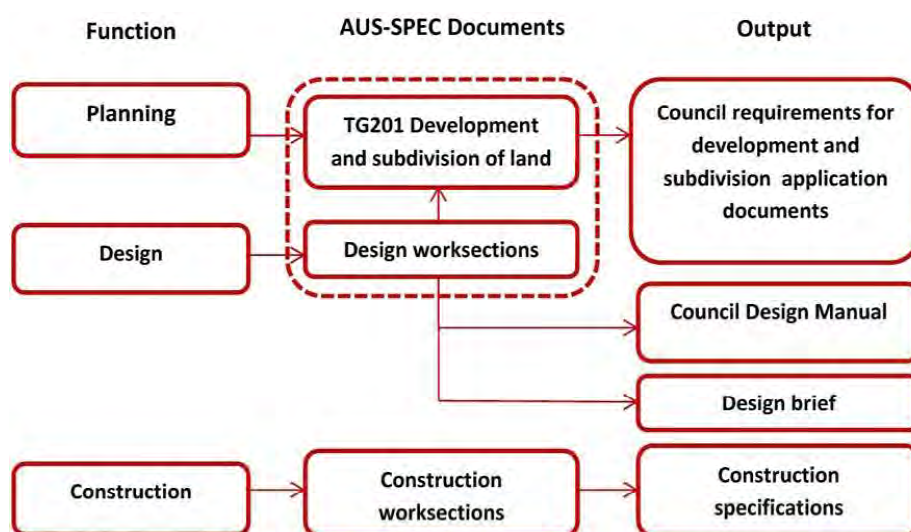 Function
AUS-SPEC Documents
Output
Planning
TG201 Development
and subdivision of land
Council requirements for
development and
subdivision application
documents
Design
Design worksections
Council Design Manual
Design brief
Construction
Construction
worksections
Construction
specifications